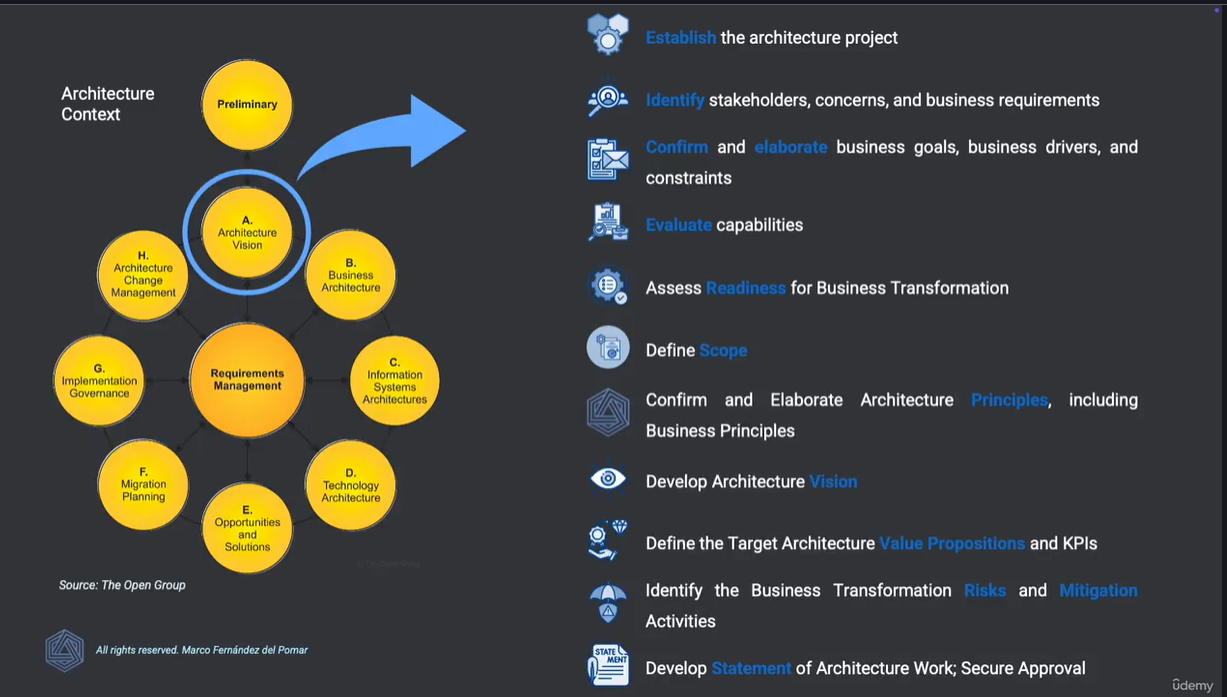 Architecture
Context
Preliminary
A.
Architecture
Vision
H.
Architecture
Change
Management
B.
Business
Architecture
G.
Implementation
Governance
Requirements
Management
C.
Information
Systems
Architectures
F.
Migration
Planning
D.
Technology
Architecture
E.
Opportunities
and
Solutions
© The Open Group
Source: The Open Group
All rights reserved. Marco Fernández del Pomar
Establish the architecture project
Identify stakeholders, concerns, and business requirements
Confirm and elaborate business goals, business drivers, and
constraints
Evaluate capabilities
Assess Readiness for Business Transformation
Define Scope
Confirm and Elaborate Architecture Principles, including
Business Principles
Develop Architecture Vision
Define the Target Architecture Value Propositions and KPIs
Identify the Business Transformation Risks and Mitigation
Activities
STATE
MENT
Develop Statement of Architecture Work; Secure Approval
udemy